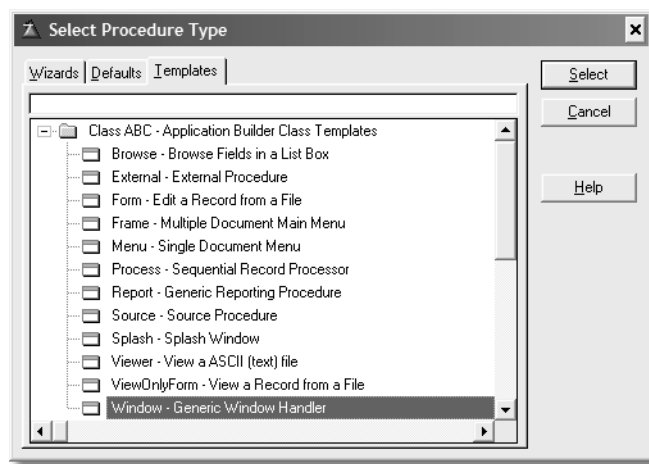 Select Procedure Type
Wizards Defaults Templates
Select
Cancel
Help
Class ABC - Application Builder Class Templates
Browse - Browse Fields in a List Box
External - External Procedure
Form - Edit a Record from a File
Frame - Multiple Document Main Menu
Menu - Single Document Menu
Process - Sequential Record Processor
Report - Generic Reporting Procedure
Source - Source Procedure
Splash - Splash Window
Viewer - View a ASCII (text) file
ViewOnlyForm - View a Record from a File
Window - Generic Window Handler